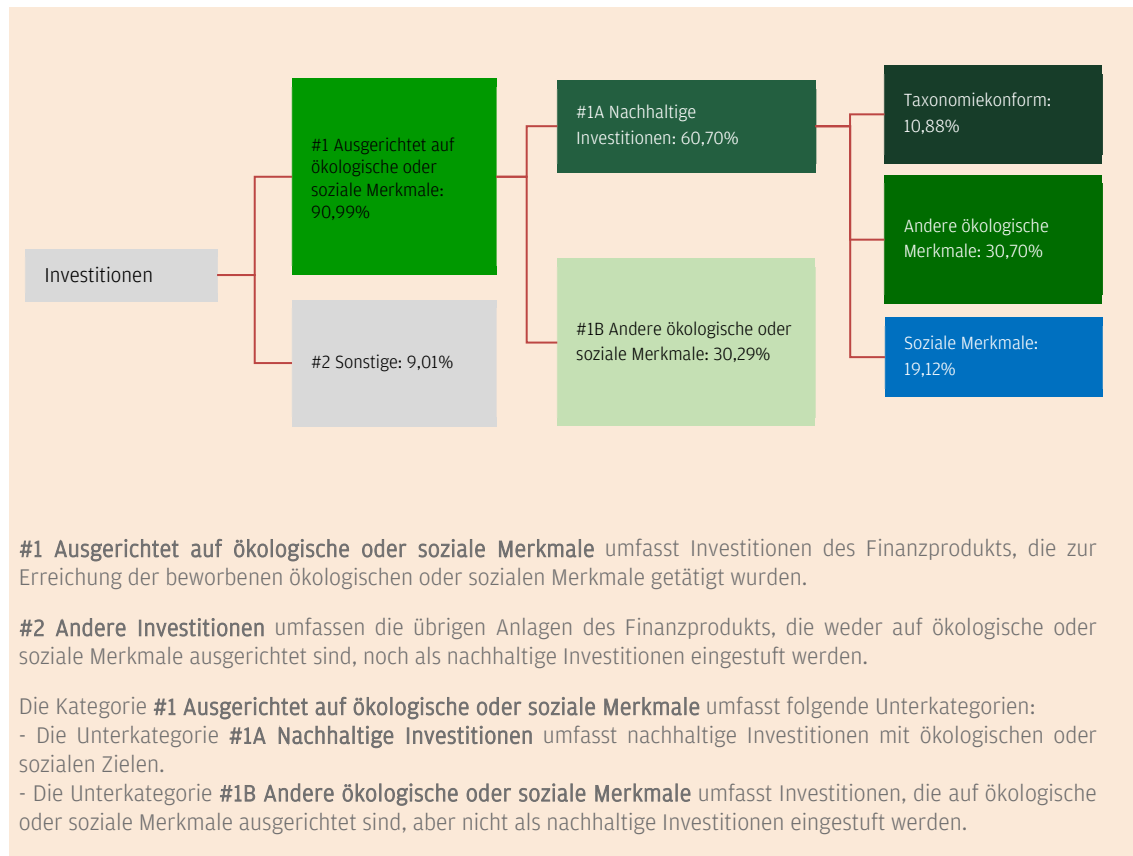 Investitionen
#1 Ausgerichtet auf
ökologische oder
soziale Merkmale:
90,99%
#2 Sonstige: 9,01%
#1A Nachhaltige
Investitionen: 60,70%
#1B Andere ökologische oder
soziale Merkmale: 30,29%
Taxonomiekonform:
10,88%
Andere ökologische
Merkmale: 30,70%
Soziale Merkmale:
19,12%
#1 Ausgerichtet auf ökologische oder soziale Merkmale umfasst Investitionen des Finanzprodukts, die zur
Erreichung der beworbenen ökologischen oder sozialen Merkmale getätigt wurden.
#2 Andere Investitionen umfassen die übrigen Anlagen des Finanzprodukts, die weder auf ökologische oder
soziale Merkmale ausgerichtet sind, noch als nachhaltige Investitionen eingestuft werden.
Die Kategorie #1 Ausgerichtet auf ökologische oder soziale Merkmale umfasst folgende Unterkategorien:
- Die Unterkategorie #1A Nachhaltige Investitionen umfasst nachhaltige Investitionen mit ökologischen oder
sozialen Zielen.
- Die Unterkategorie #1B Andere ökologische oder soziale Merkmale umfasst Investitionen, die auf ökologische
oder soziale Merkmale ausgerichtet sind, aber nicht als nachhaltige Investitionen eingestuft werden.